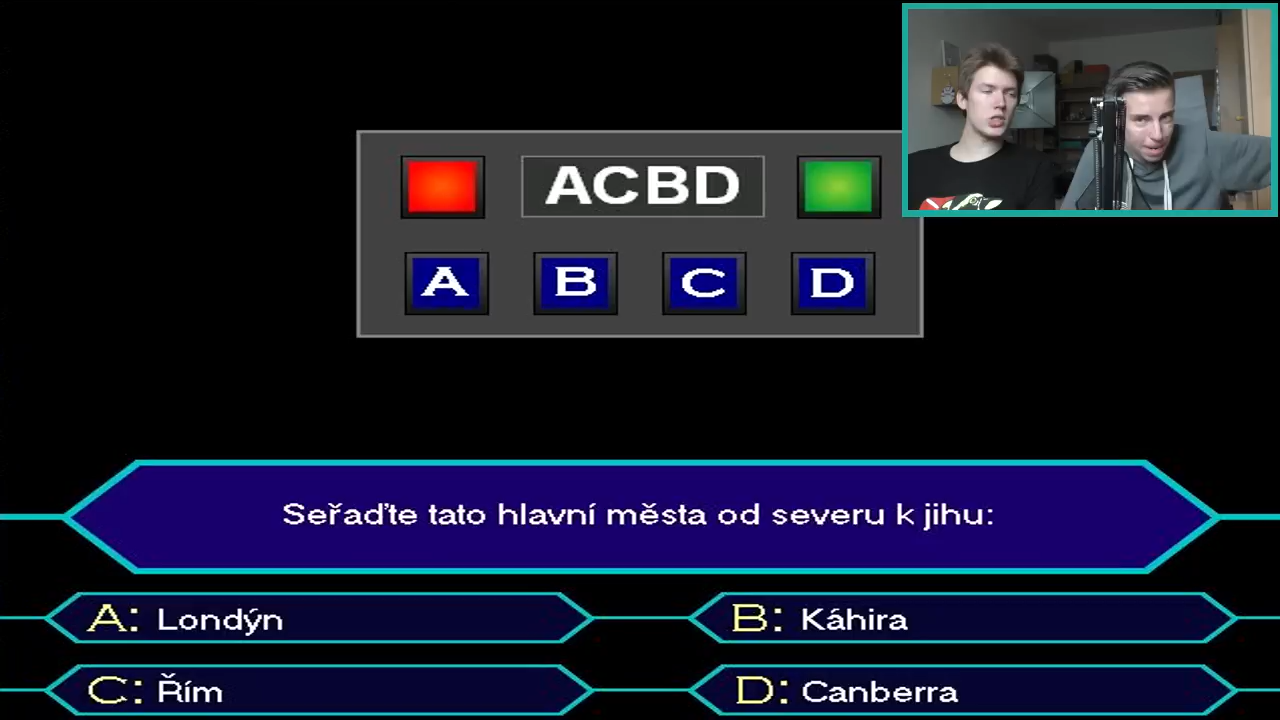 ACBD
A B C D
Seřaďte tato hlavní města od severu k jihu:
A: Londýn
B: Káhira
C: Řím
D: Canberra